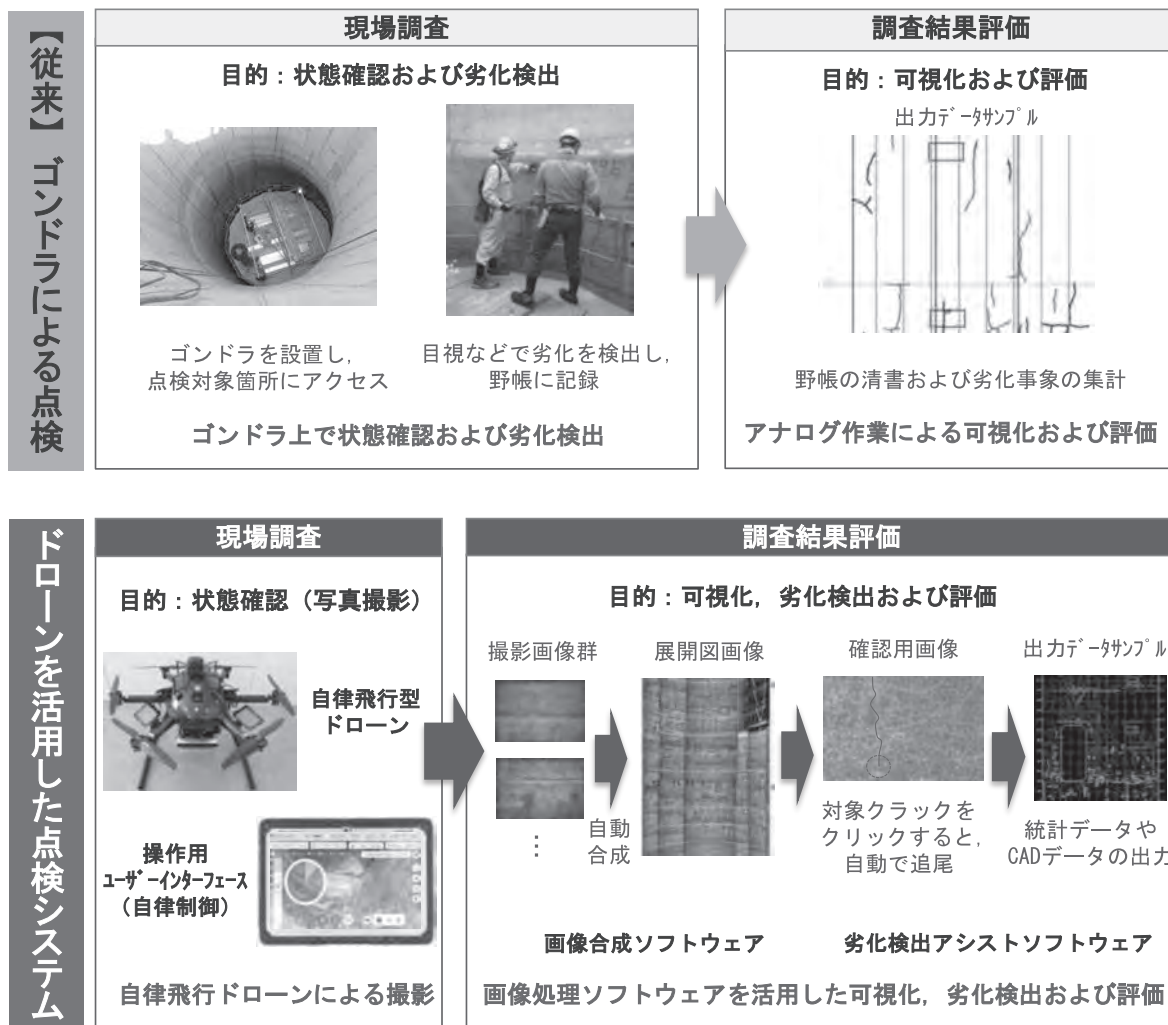 【従来】ゴンドラによる点検
現場調査
目的：状態確認および劣化検出
ゴンドラを設置し，
点検対象箇所にアクセス
目視などで劣化を検出し，
野帳に記録
ゴンドラ上で状態確認および劣化検出
調査結果評価
目的：可視化および評価
出力ﾃﾞｰﾀｻﾝﾌﾟﾙ
野帳の清書および劣化事象の集計
アナログ作業による可視化および評価
ドローンを活用した点検システム
現場調査
目的：状態確認（写真撮影）
自律飛行型
ドローン
操作用
ﾕｰｻﾞｰｲﾝﾀｰﾌｪｰｽ
（自律制御）
自律飛行ドローンによる撮影
調査結果評価
目的：可視化，劣化検出および評価
撮影画像群
⋮
自動
合成
展開図画像
確認用画像
対象クラックを
クリックすると，
自動で追尾
出力ﾃﾞｰﾀｻﾝﾌﾟﾙ
統計データや
CADデータの出力
画像合成ソフトウェア
劣化検出アシストソフトウェア
画像処理ソフトウェアを活用した可視化，劣化検出および評価